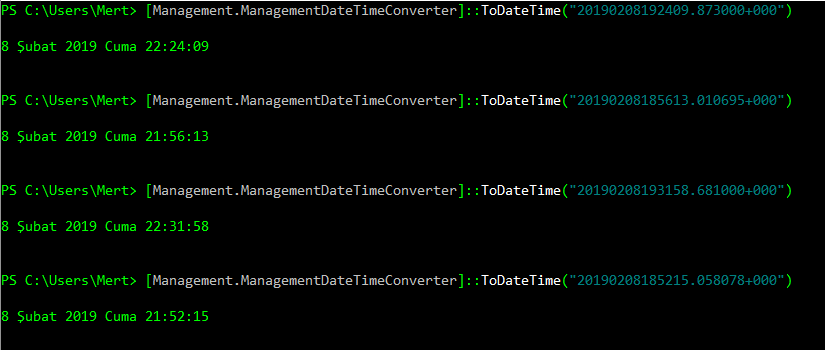 PS C:\Users\Mert> [Management.ManagementDateTimeConverter]::ToDateTime("20190208192409.873000+000")
8 Şubat 2019 Cuma 22:24:09
PS C:\Users\Mert> [Management.ManagementDateTimeConverter]::ToDateTime("20190208185613.010695+000")
8 Şubat 2019 Cuma 21:56:13
PS C:\Users\Mert> [Management.ManagementDateTimeConverter]::ToDateTime("20190208193158.681000+000")
8 Şubat 2019 Cuma 22:31:58
PS C:\Users\Mert> [Management.ManagementDateTimeConverter]::ToDateTime("20190208185215.058078+000")
8 Şubat 2019 Cuma 21:52:15